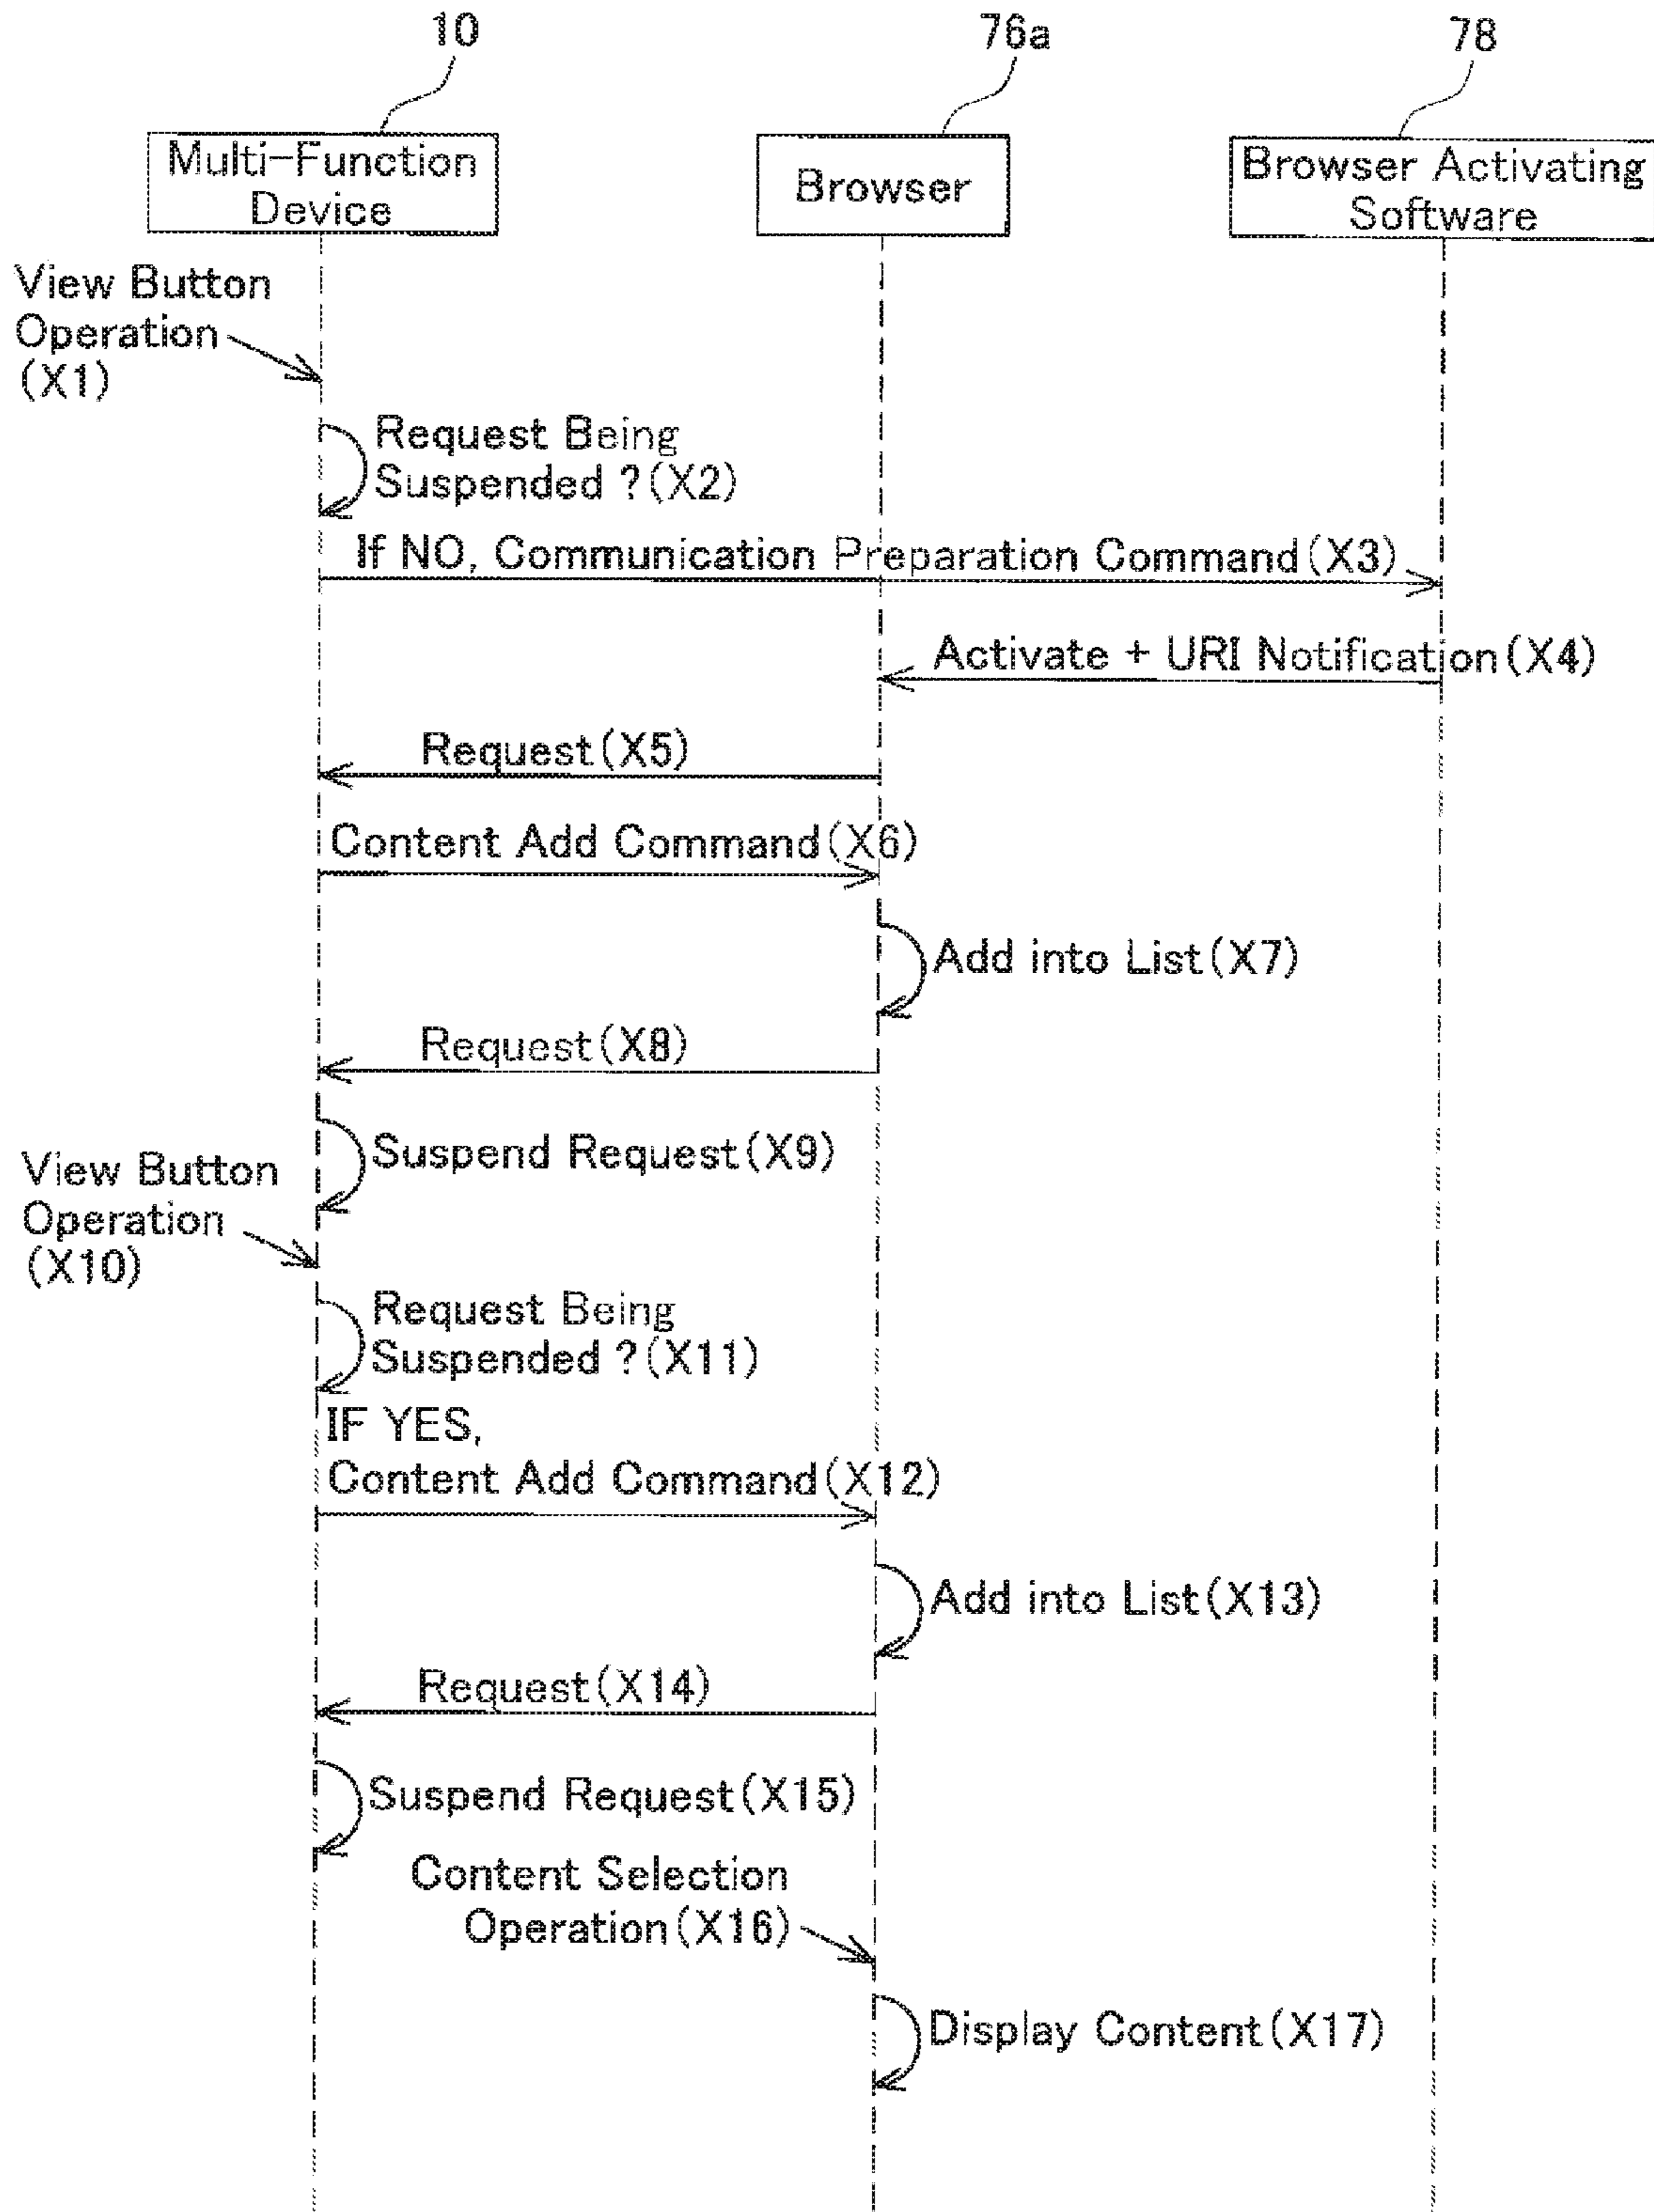 10
76a
78
Multi-Function
Device
Browser
Browser Activating
Software
View Button
Operation
(X1)
Request Being
Suspended ?(X2)
If NO, Communication Preparation Command(X3)
Activate + URI Notification(X4)
Request(X5)
Content Add Command(X6)
Add into List(X7)
Request(X8)
Suspend Request(X9)
View Button
Operation
(X10)
Request Being
Suspended ?(X11)
IF YES,
Content Add Command(X12)
Add into List(X13)
Request(X14)
Suspend Request(X15)
Content Selection
Operation(X16)
Display Content(X17)